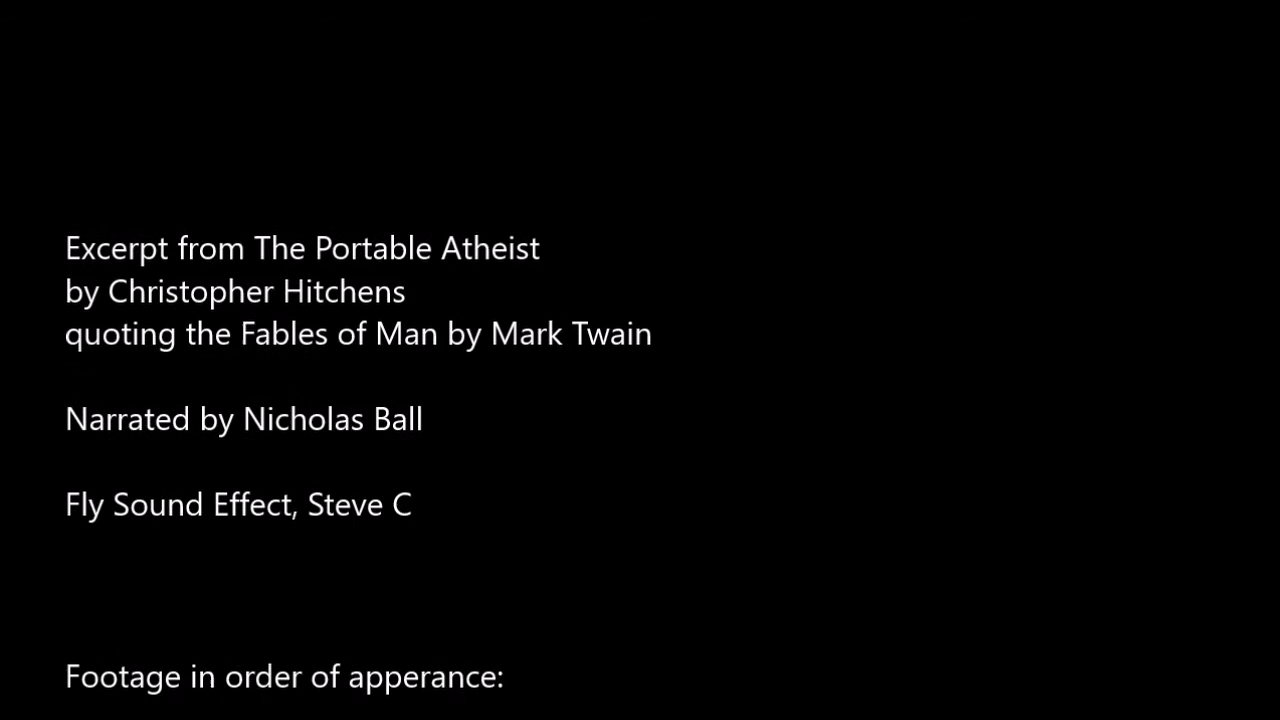 Excerpt from The Portable Atheist
by Christopher Hitchens
quoting the Fables of Man by Mark Twain
Narrated by Nicholas Ball
Fly Sound Effect, Steve C
Footage in order of apperance: